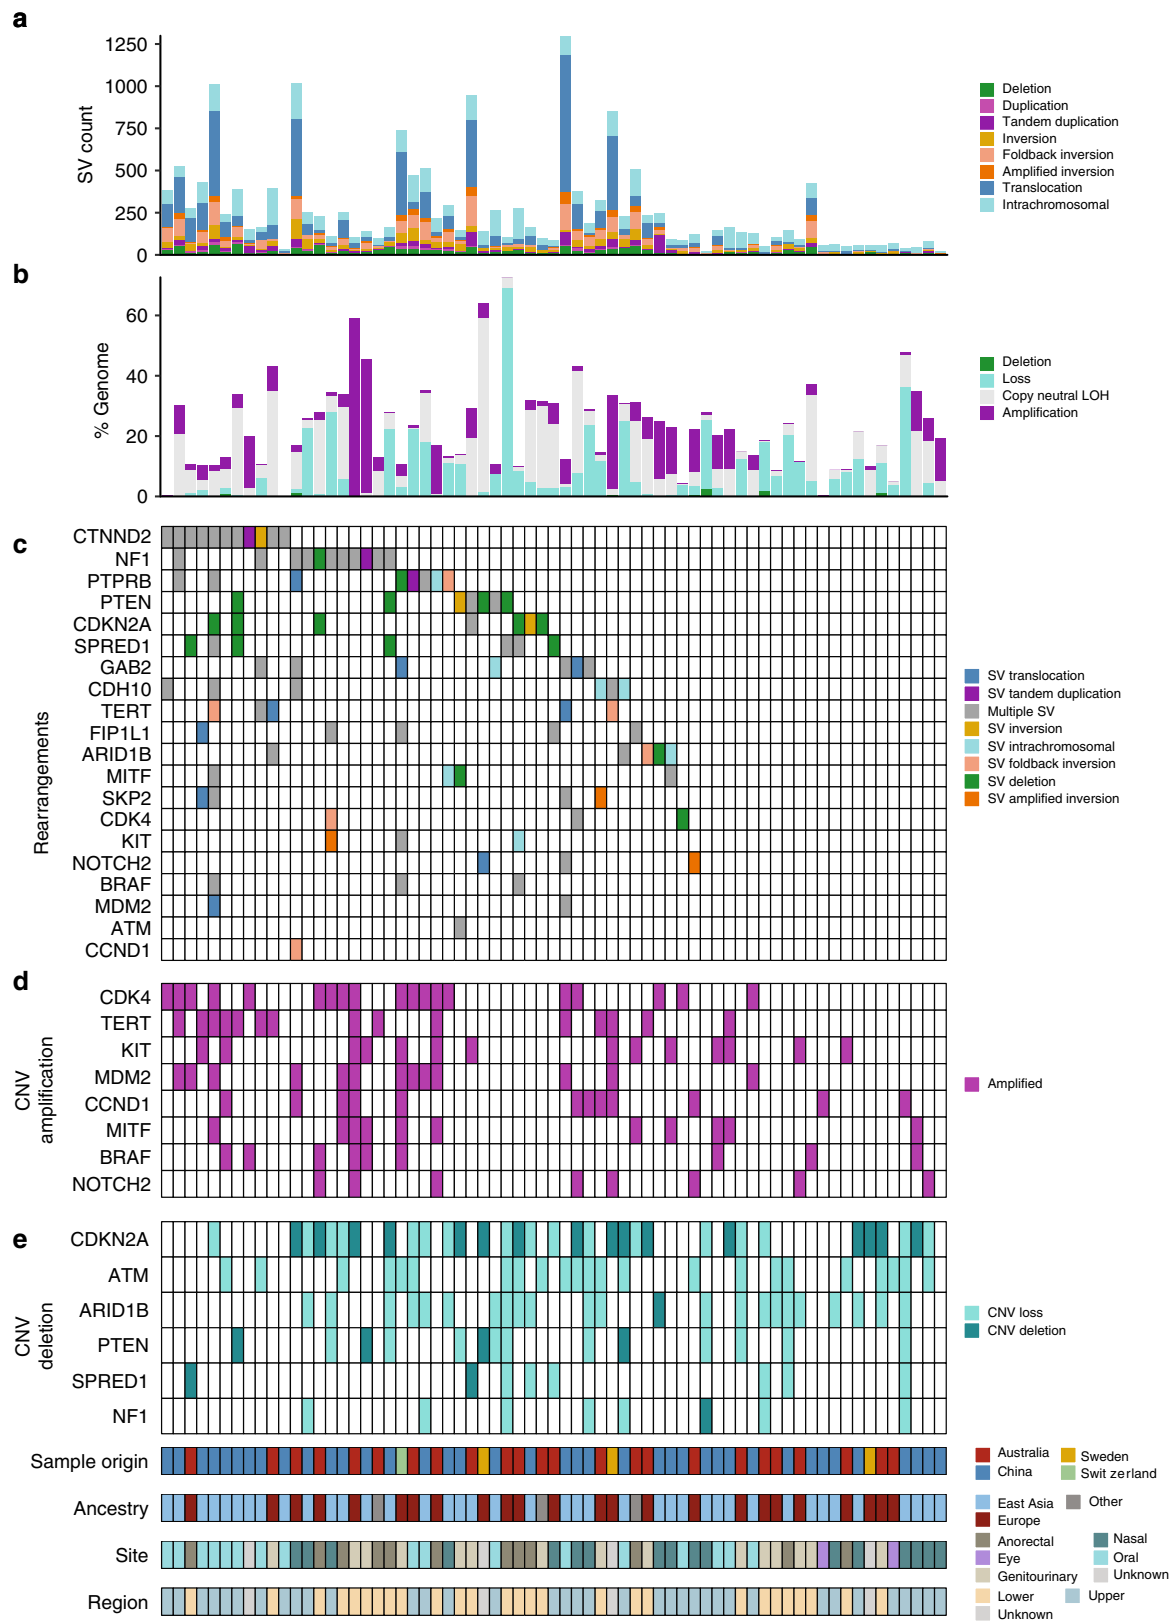 a
1250
1000
750
500
250
0
SV count
Deletion
Duplication
Tandem duplication
Inversion
Foldback inversion
Amplified inversion
Translocation
Intrachromosomal
b
60
40
20
0
% Genome
Deletion
Loss
Copy neutral LOH
Amplification
c
Rearrangements
CTNND2
NF1
PTPRB
PTEN
CDKN2A
SPRED1
GAB2
CDH10
TERT
FIP1L1
ARID1B
MITF
SKP2
CDK4
KIT
NOTCH2
BRAF
MDM2
ATM
CCND1
SV translocation
SV tandem duplication
Multiple SV
SV inversion
SV intrachromosomal
SV foldback inversion
SV deletion
SV amplified inversion
d
CNV
amplification
CDK4
TERT
KIT
MDM2
CCND1
MITF
BRAF
NOTCH2
Amplified
e
CNV
deletion
CDKN2A
ATM
ARID1B
PTEN
SPRED1
NF1
CNV loss
CNV deletion
Sample origin
Australia
China
Sweden
Swit zerland
Ancestry
East Asia
Europe
Other
Site
Anorectal
Eye
Genitourinary
Nasal
Oral
Unknown
Region
Lower
Unknown
Upper